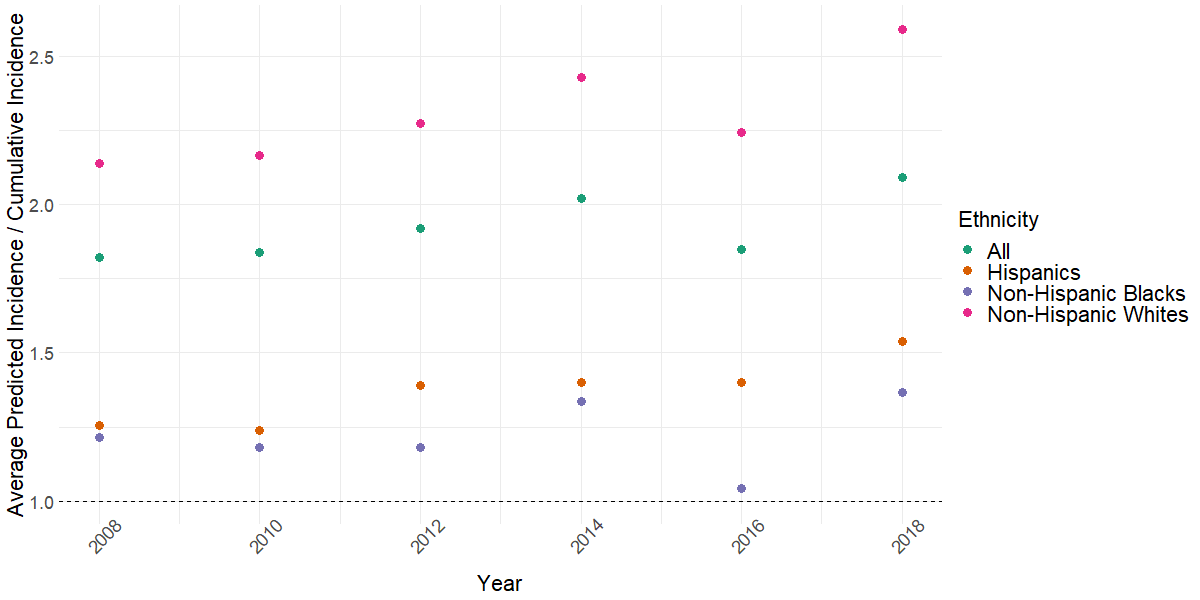 Average Predicted Incidence / Cumulative Incidence
2.5
2.0
1.5
1.0
2008
2010
2012
2014
2016
2018
Year
Ethnicity
All
Hispanics
Non-Hispanic Blacks
Non-Hispanic Whites